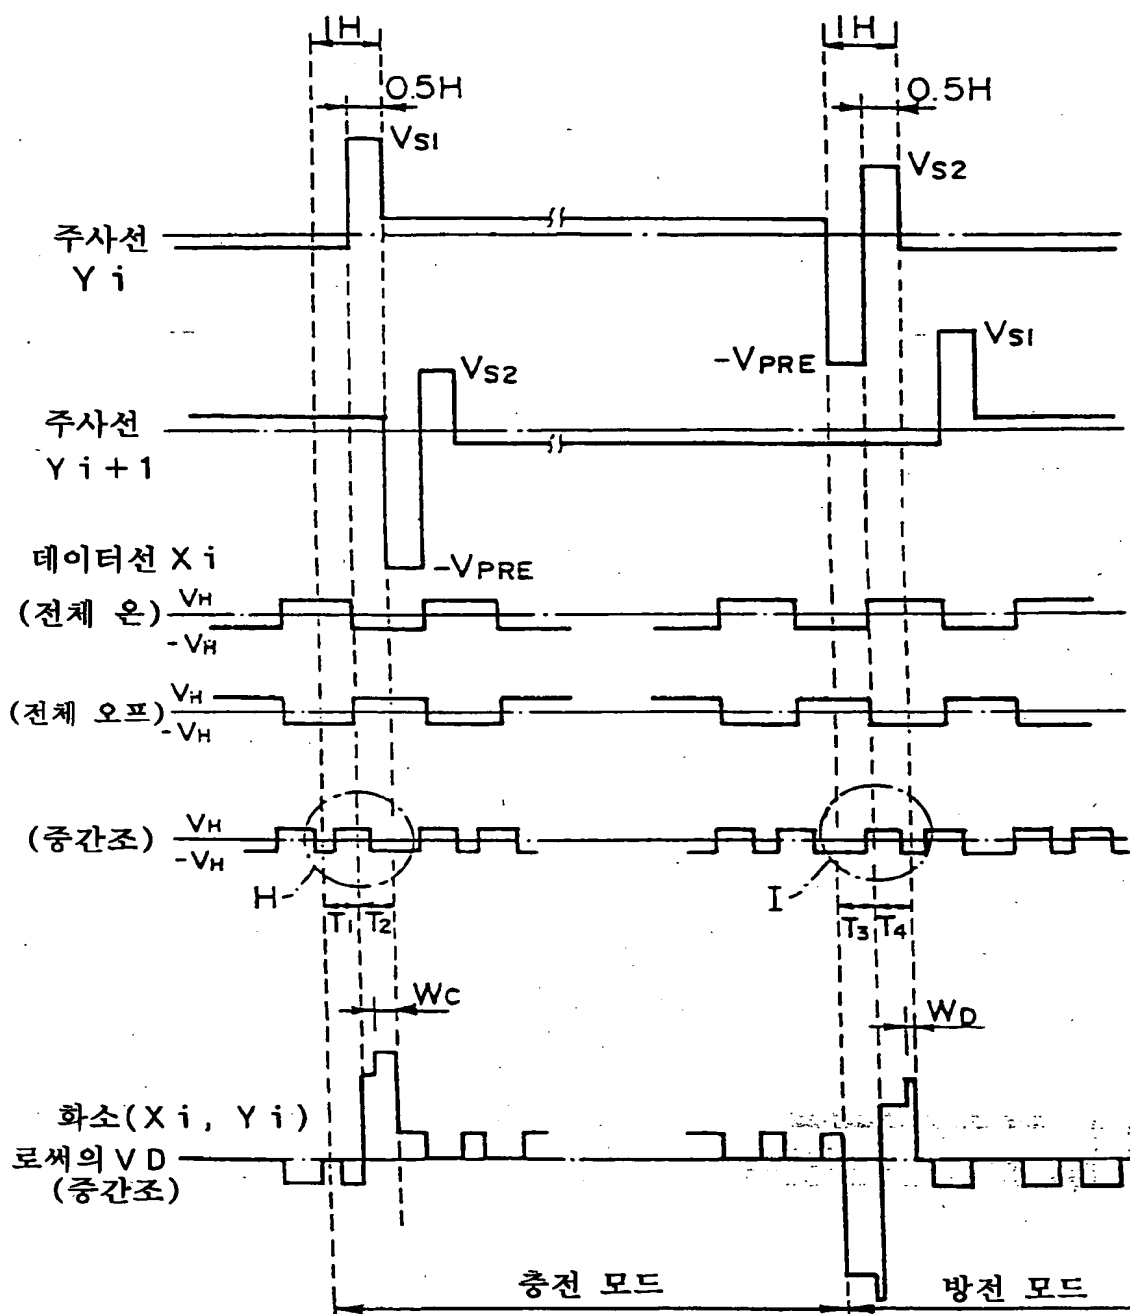 1H 1H
0.5H 0.5H
VS1
VS2
주사선
Y i
VS1
-VPRE
VS2
주사선
Y i + 1
데이터선 X i
-VPRE
(전체 온) VH
-VH
(전체 오프) VH
-VH
(중간조) VH
-VH
H I
T1 T2 T3 T4
WC
WD
화소(X i, Y i)
로써의 V D
(중간조)
충전 모드 방전 모드